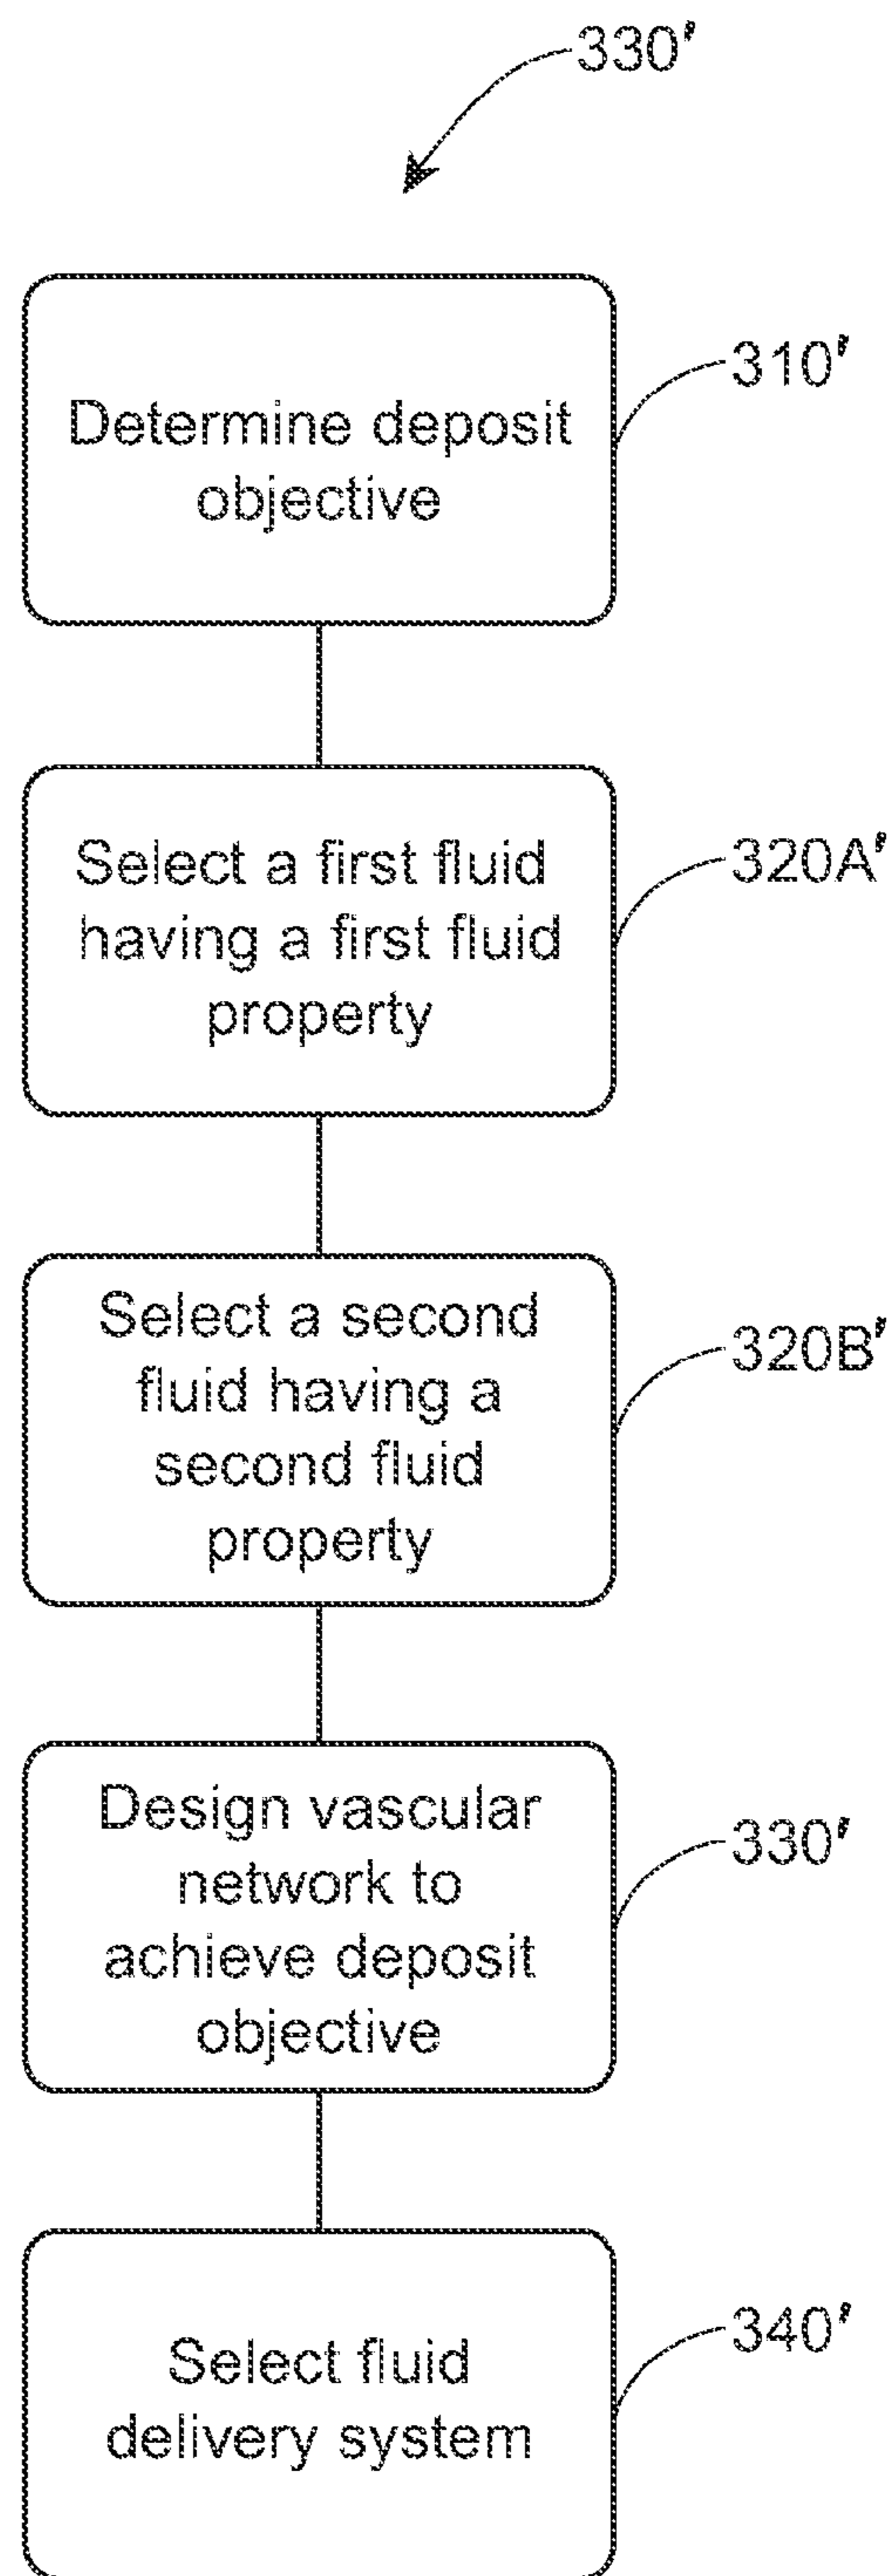 330'
Determine deposit
objective
310'
Select a first fluid
having a first fluid
property
320A'
Select a second
fluid having a
second fluid
property
320B'
Design vascular
network to
achieve deposit
objective
330'
Select fluid
delivery system
340'